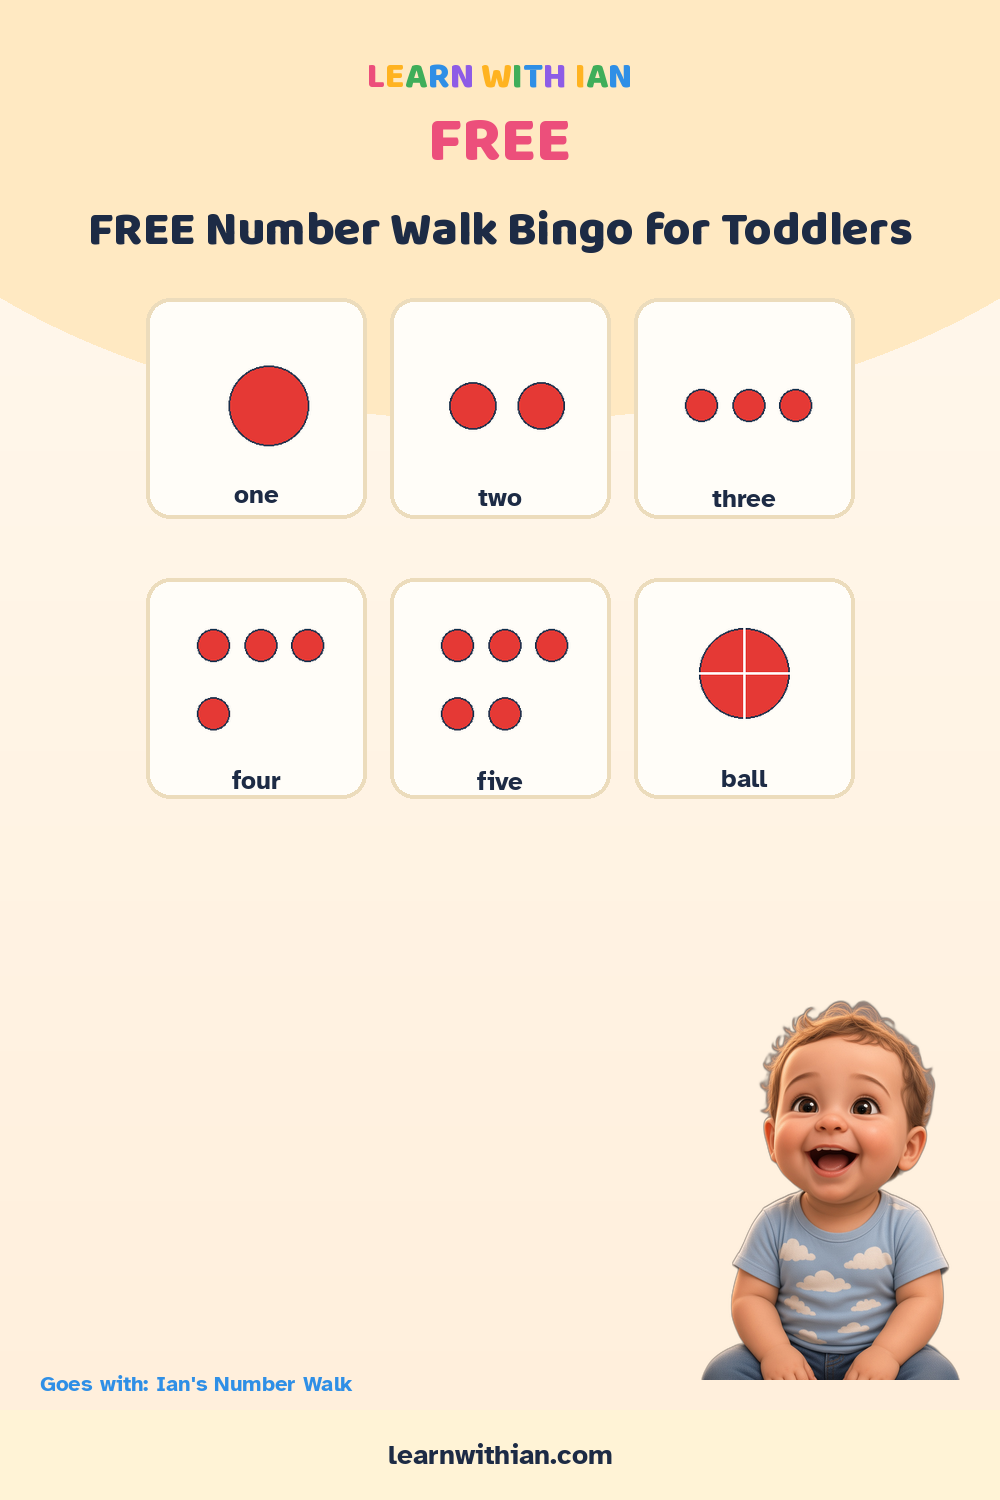 LEARN WITH IAN
FREE
FREE Number Walk Bingo for Toddlers
one
two
three
four
five
ball
Goes with: Ian's Number Walk
learnwithian.com